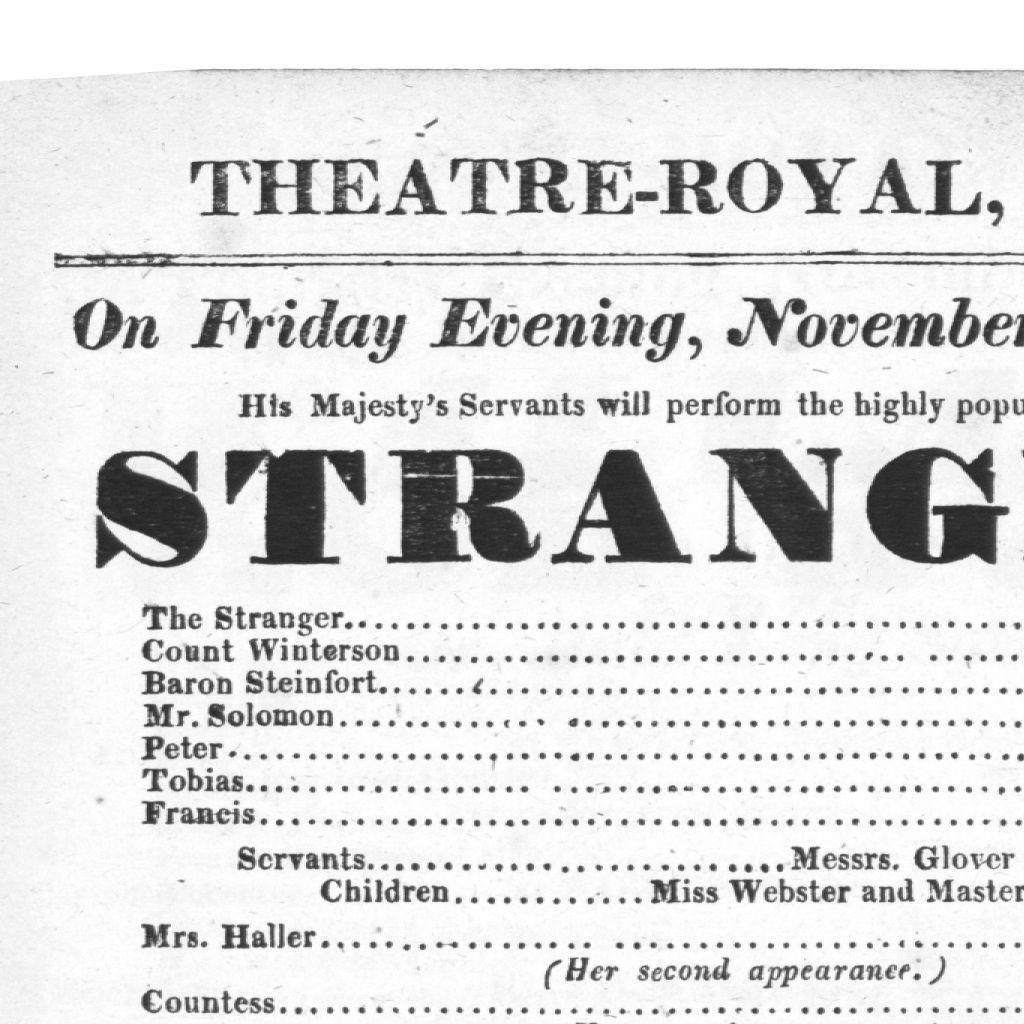 THEATRE-ROYAL,
On Friday Evening, November
His Majesty's Servants will perform the highly
STRANG
The Stranger....................................
Count Winterson....................................
Baron Steinfort....................................
Mr. Solomon....................................
Peter....................................
Tobias....................................
Francis....................................
Servants....................Messrs. Glover
Children............Miss Webster and Master
Mrs. Haller....................................
(Her second appearance.)
Countess....................................